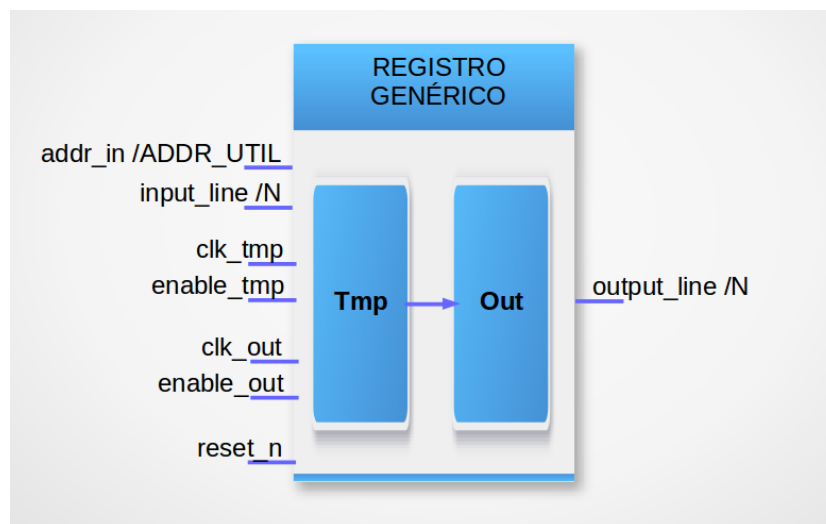 REGISTRO
GENÉRICO
addr_in /ADDR_UTIL
input_line /N
clk_tmp
enable_tmp
clk_out
enable_out
reset_n
Tmp
Out
output_line /N